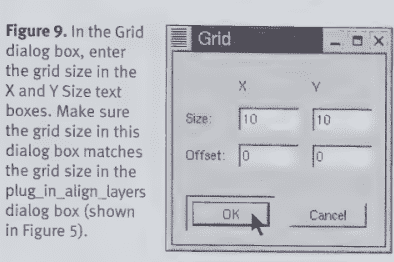 Figure 9. In the Grid
dialog box, enter
the grid size in the
X and Y Size text
boxes. Make sure
the grid size in this
dialog box matches
the grid size in the
plug_in_align_layers
dialog box (shown
in Figure 5).
Grid
X Y
Size: 10 10
Offset: 0 0
OK Cancel